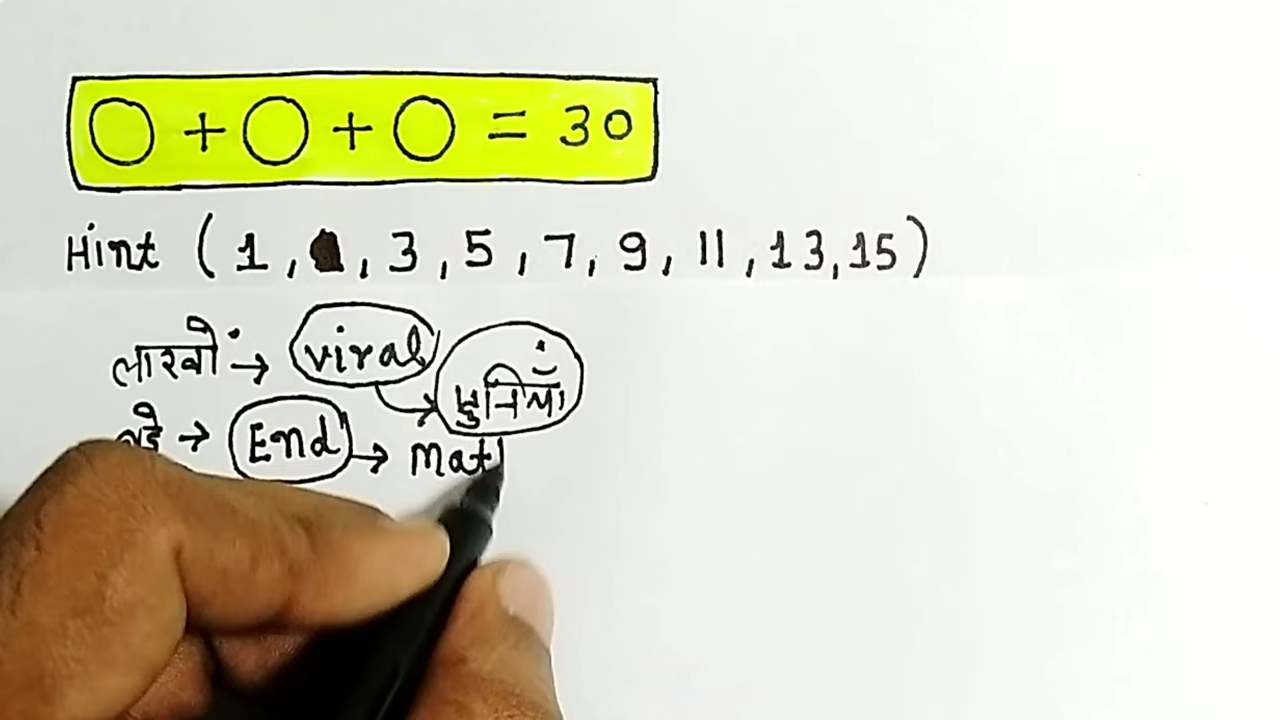 ○ + ○ + ○ = 30
Hint ( 1 , , 3 , 5 , 7 , 9 , 11 , 13 , 15 )
लाखों → viral
दुनियाँ
→ End → Mat